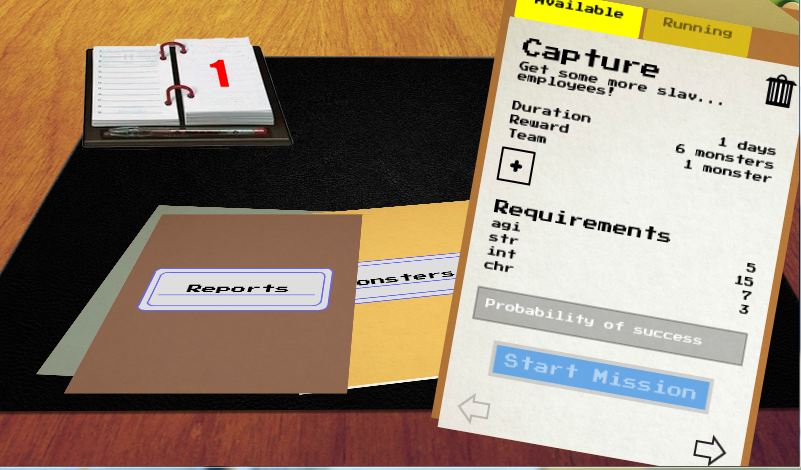 1
Reports
onsters
Available
Running
Capture
Get some more slav...
employees!
Duration 1 days
Reward 6 monsters
Team 1 monster
+
Requirements
agi 5
str 15
int 7
chr 3
Probability of success
Start Mission